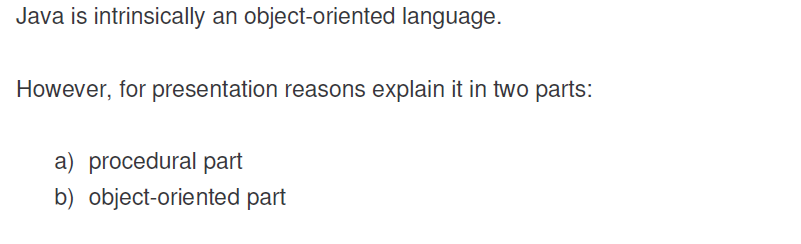 Java is intrinsically an object-oriented language.
However, for presentation reasons explain it in two parts:
a) procedural part
b) object-oriented part